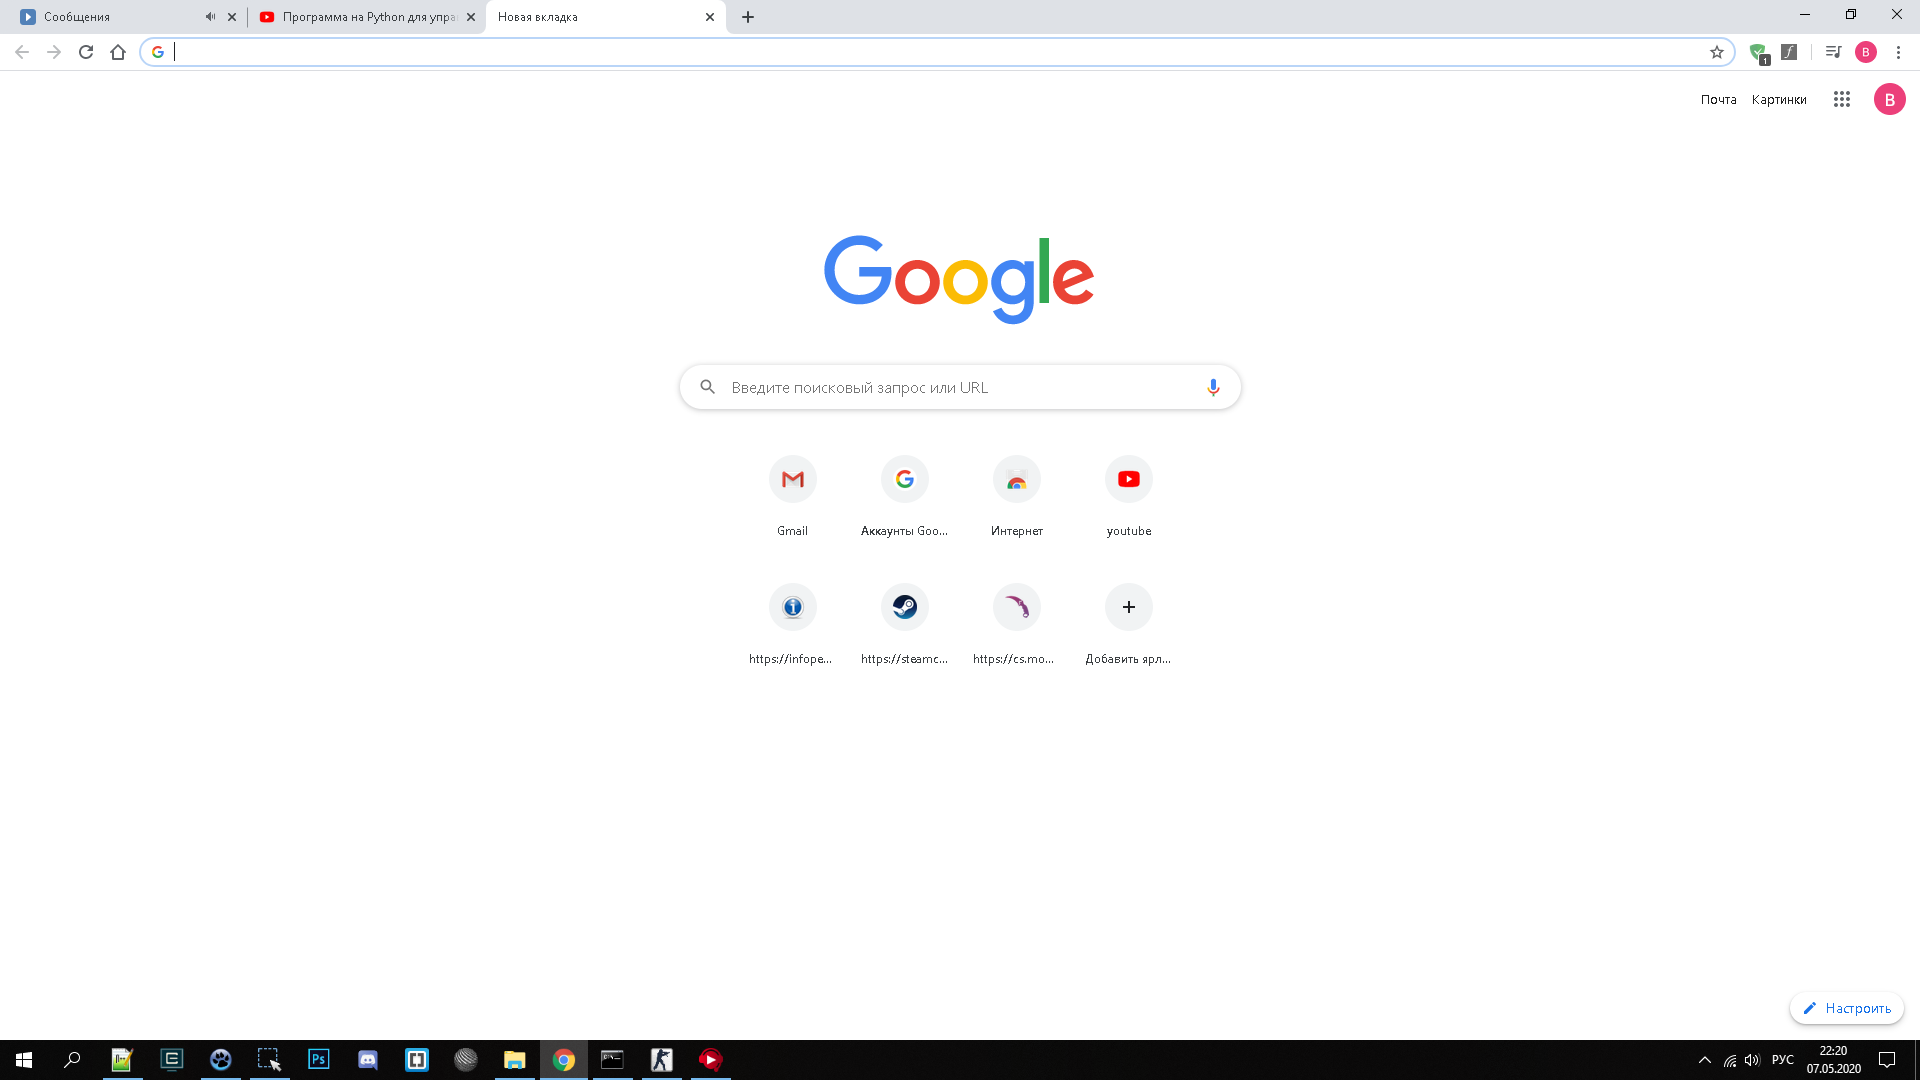 Сообщения
Программа на Python для упра
Новая вкладка
1
B
Почта
Картинки
B
Google
Введите поисковый запрос или URL
Gmail
Аккаунты Goo...
Интернет
youtube
https://infope...
https://steamc...
https://cs.mo...
Добавить ярл...
Настроить
Ps
РУС
22:20
07.05.2020